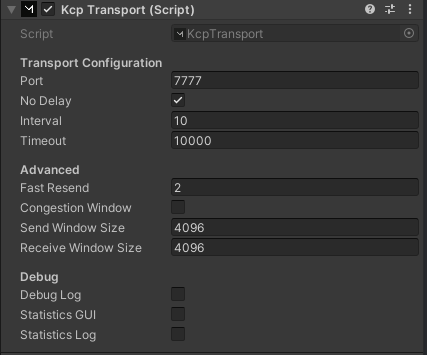 Kcp Transport (Script)
Script KcpTransport
Transport Configuration
Port 7777
No Delay
Interval 10
Timeout 10000
Advanced
Fast Resend 2
Congestion Window
Send Window Size 4096
Receive Window Size 4096
Debug
Debug Log
Statistics GUI
Statistics Log